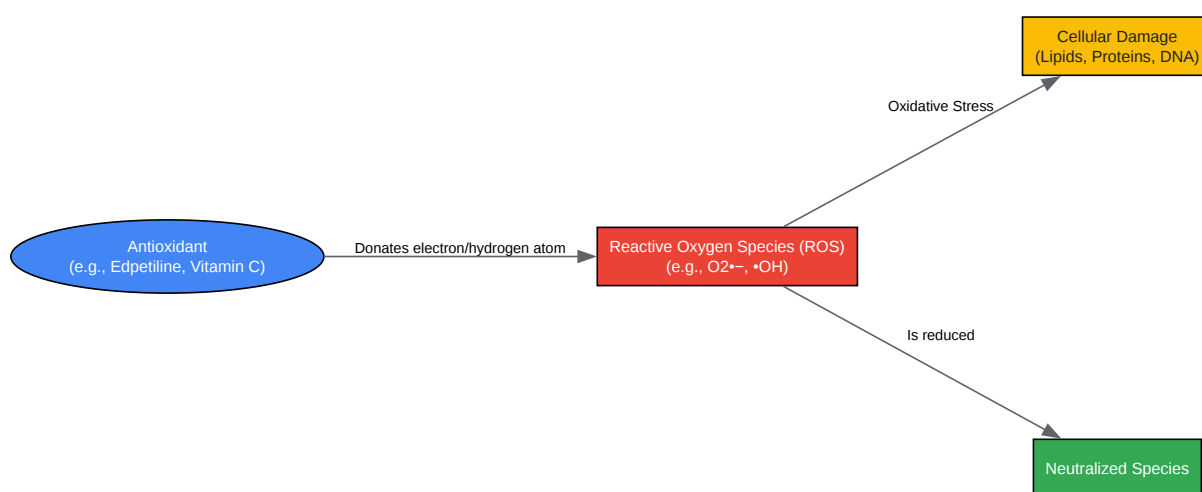 Cellular Damage
(Lipids, Proteins, DNA)
Oxidative Stress
Antioxidant
(e.g., Edpetiline, Vitamin C)
Donates electron/hydrogen atom
Reactive Oxygen Species (ROS)
(e.g., O2•−, •OH)
Is reduced
Neutralized Species